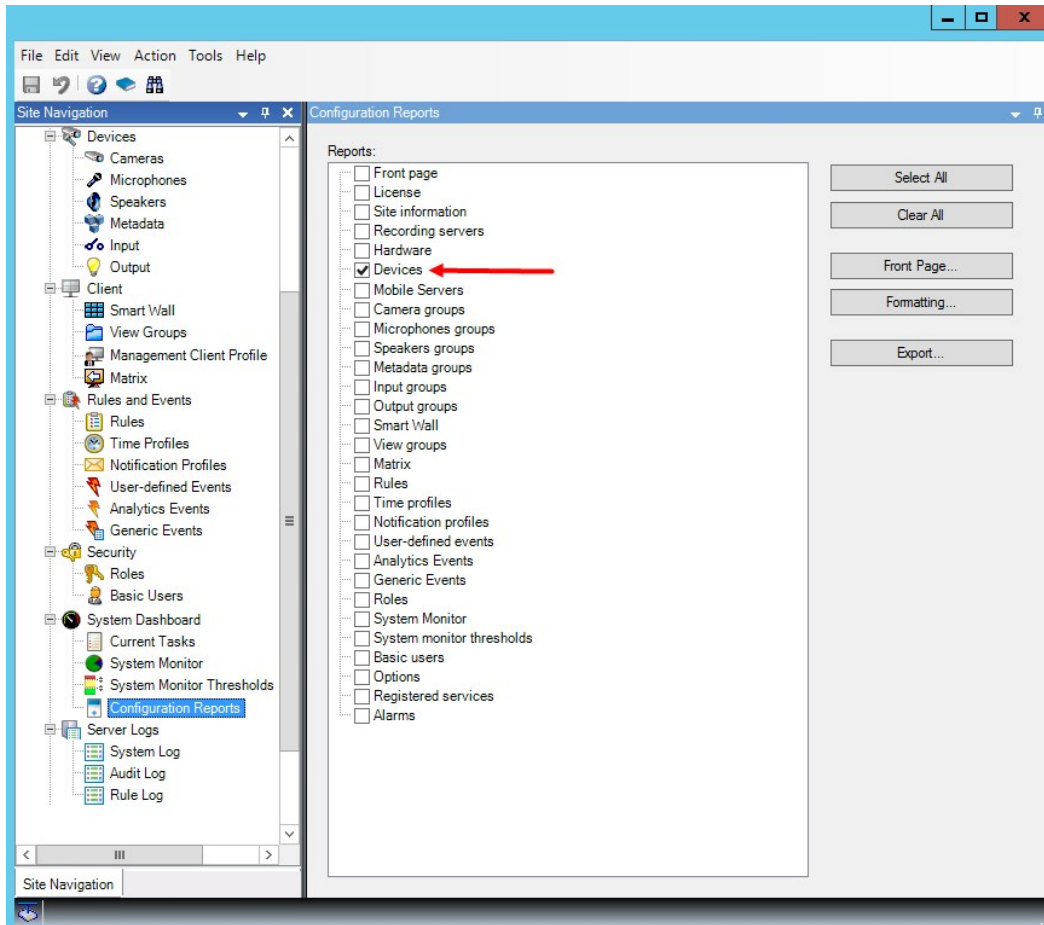 File Edit View Action Tools Help
Site Navigation
Devices
Cameras
Microphones
Speakers
Metadata
Input
Output
Client
Smart Wall
View Groups
Management Client Profile
Matrix
Rules and Events
Rules
Time Profiles
Notification Profiles
User-defined Events
Analytics Events
Generic Events
Security
Roles
Basic Users
System Dashboard
Current Tasks
System Monitor
System Monitor Thresholds
Configuration Reports
Server Logs
System Log
Audit Log
Rule Log
Site Navigation
Configuration Reports
Reports:
Front page
License
Site information
Recording servers
Hardware
Devices
Mobile Servers
Camera groups
Microphones groups
Speakers groups
Metadata groups
Input groups
Output groups
Smart Wall
View groups
Matrix
Rules
Time profiles
Notification profiles
User-defined events
Analytics Events
Generic Events
Roles
System Monitor
System monitor thresholds
Basic users
Options
Registered services
Alarms
Select All
Clear All
Front Page...
Formatting...
Export...